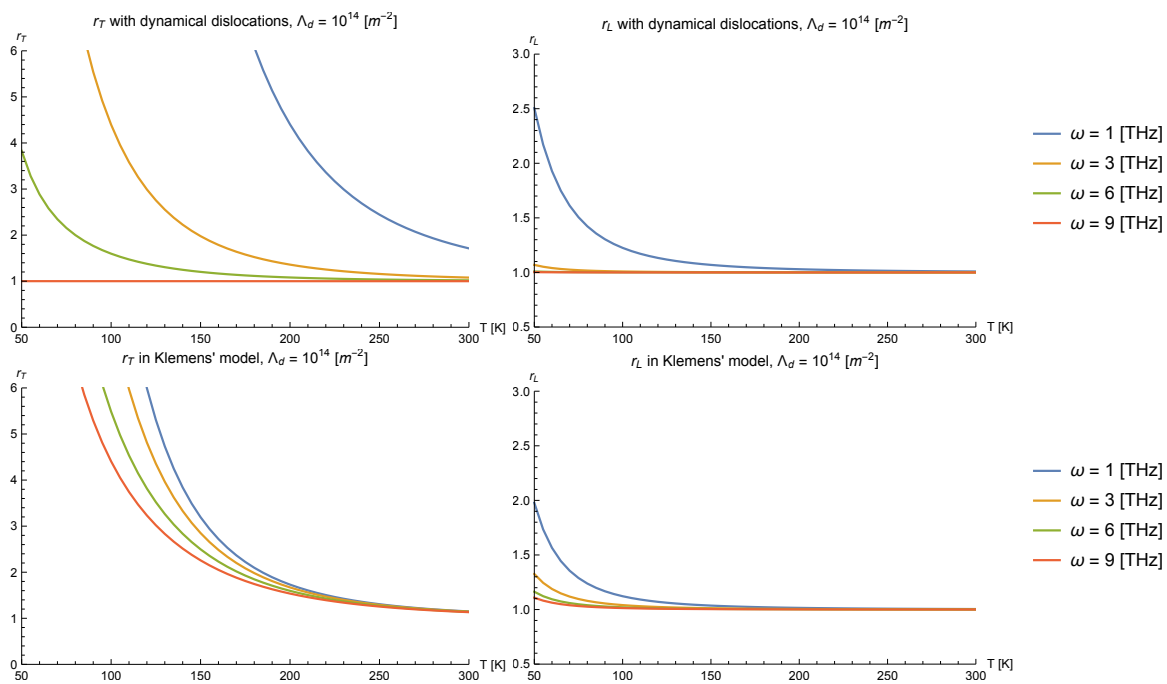 r_T with dynamical dislocations, Λ_d = 10^14 [m^−2]
r_T
6
5
4
3
2
1
0
50
100
150
200
250
300
T [K]
r_L with dynamical dislocations, Λ_d = 10^14 [m^−2]
r_L
3.0
2.5
2.0
1.5
1.0
0.5
50
100
150
200
250
300
T [K]
ω = 1 [THz]
ω = 3 [THz]
ω = 6 [THz]
ω = 9 [THz]
r_T in Klemens' model, Λ_d = 10^14 [m^−2]
r_T
6
5
4
3
2
1
0
50
100
150
200
250
300
T [K]
r_L in Klemens' model, Λ_d = 10^14 [m^−2]
r_L
3.0
2.5
2.0
1.5
1.0
0.5
50
100
150
200
250
300
T [K]
ω = 1 [THz]
ω = 3 [THz]
ω = 6 [THz]
ω = 9 [THz]